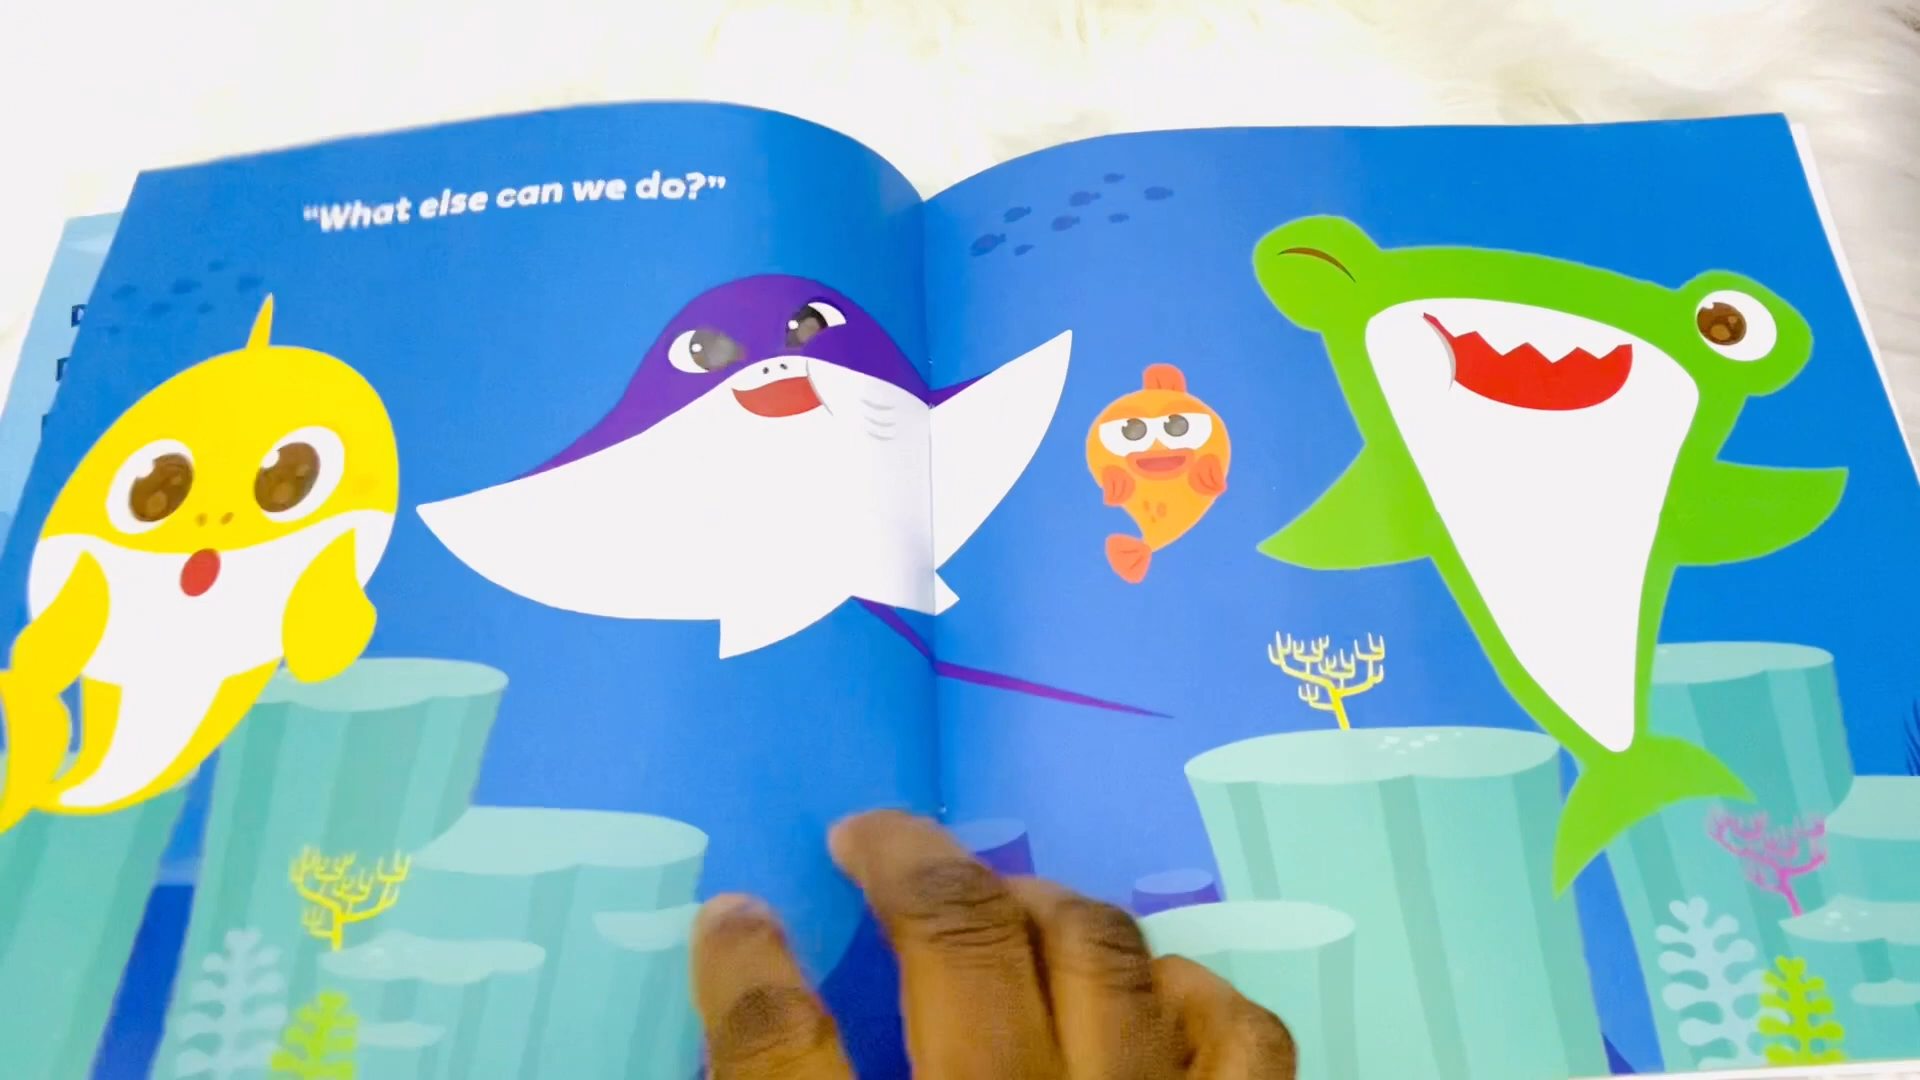 “What else can we do?”